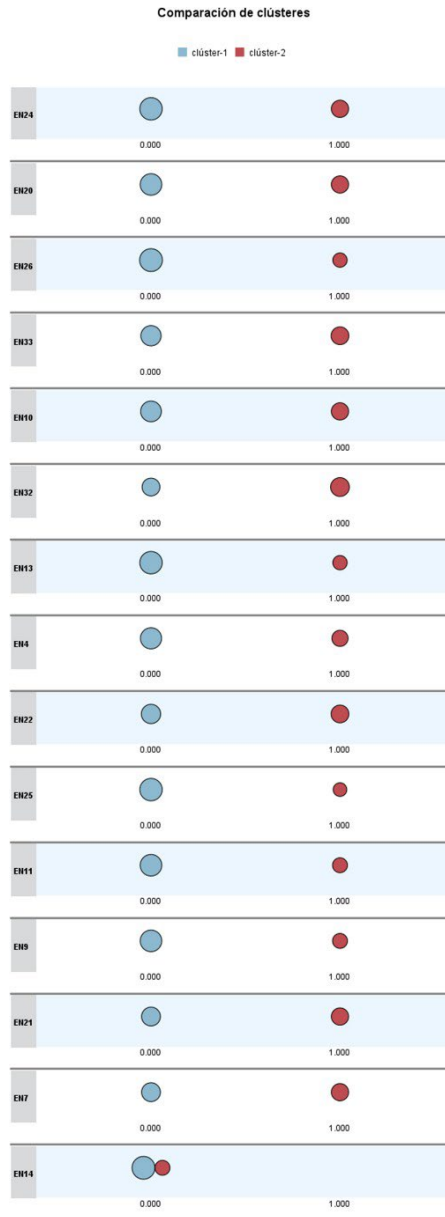 Comparación de clústeres
clúster-1 clúster-2
EN24
0.000 1.000
EN20
0.000 1.000
EN26
0.000 1.000
EN33
0.000 1.000
EN10
0.000 1.000
EN32
0.000 1.000
EN13
0.000 1.000
EN4
0.000 1.000
EN22
0.000 1.000
EN25
0.000 1.000
EN11
0.000 1.000
EN9
0.000 1.000
EN21
0.000 1.000
EN7
0.000 1.000
EN14
0.000 1.000